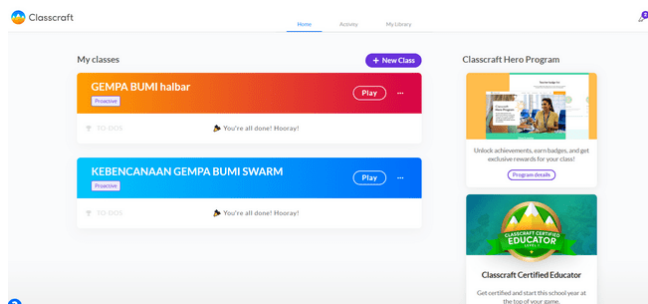 Classcraft
Home
Activity
My Library
My classes
+ New Class
GEMPA BUMI halbar
Proactive
Play
TO-DOS
You're all done! Hooray!
KEBENCANAAN GEMPA BUMI SWARM
Proactive
Play
TO-DOS
You're all done! Hooray!
Classcraft Hero Program
Unlock achievements, earn badges, and get
exclusive rewards for your class!
Program details
CLASSCRAFT CERTIFIED
EDUCATOR
Classcraft Certified Educator
Get certified and start this school year at
the top of your game.